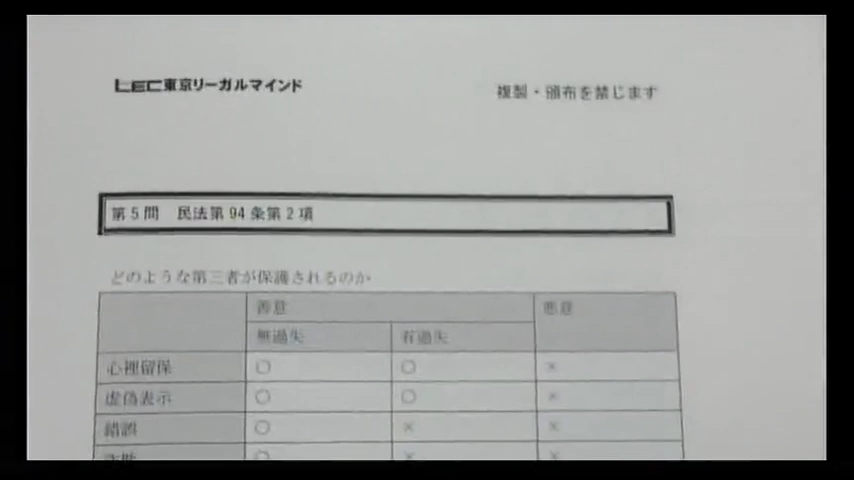 LEC東京リーガルマインド
複製・頒布を禁じます
第5問 民法第94条第2項
どのような第三者が保護されるのか
善意 悪意
無過失 有過失
心裡留保 ○ ○ ×
虚偽表示 ○ ○ ×
錯誤 ○ × ×
○ × ×